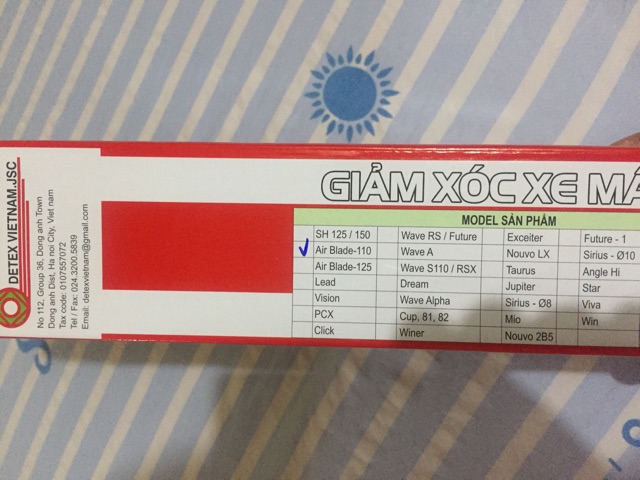 DETEX VIETNAM.JSC
No 112, Group 36, Dong anh Town
Dong anh Dist, Ha noi City, Viet nam
Tax code: 0107557072
Tel / Fax: 024.3200.5839
Email: detexvietnam@gmail.com
GIẢM XÓC XE MÁ
MODEL SẢN PHẨM
SH 125 / 150 Wave RS / Future Exceiter Future - 1
Air Blade-110 Wave A Nouvo LX Sirius - Ø10
Air Blade-125 Wave S110 / RSX Taurus Angle Hi
Lead Dream Jupiter Star
Vision Wave Alpha Sirius - Ø8 Viva
PCX Cup, 81, 82 Mio Win
Click Winer Nouvo 2B5